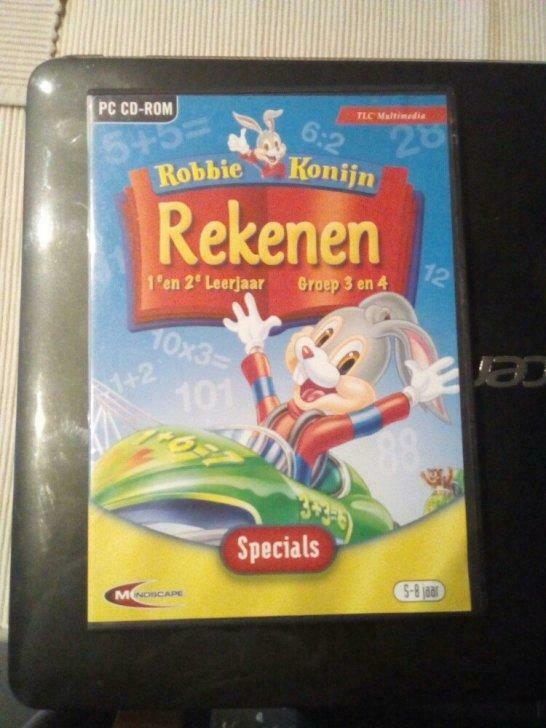 PC CD-ROM
TLC Multimedia
5+5=
6:2
28
Robbie Konijn
Rekenen
1e en 2e Leerjaar Groep 3 en 4
12
10x3=
1+2
101
88
1+6=7
3+3=6
Specials
MINDSCAPE
5-8 jaar
acer